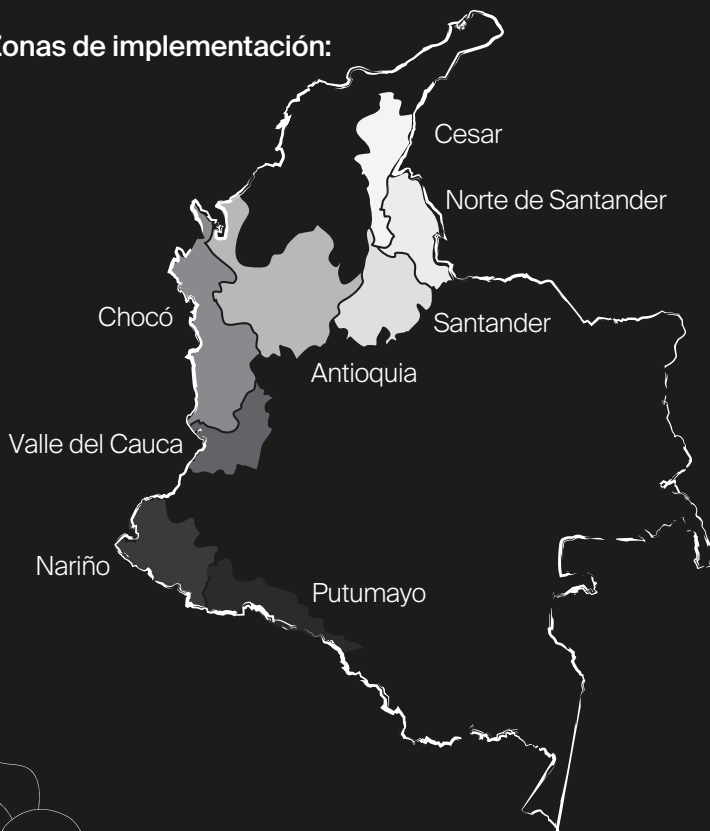 Zonas de implementación:
Cesar
Norte de Santander
Chocó
Santander
Antioquia
Valle del Cauca
Nariño
Putumayo